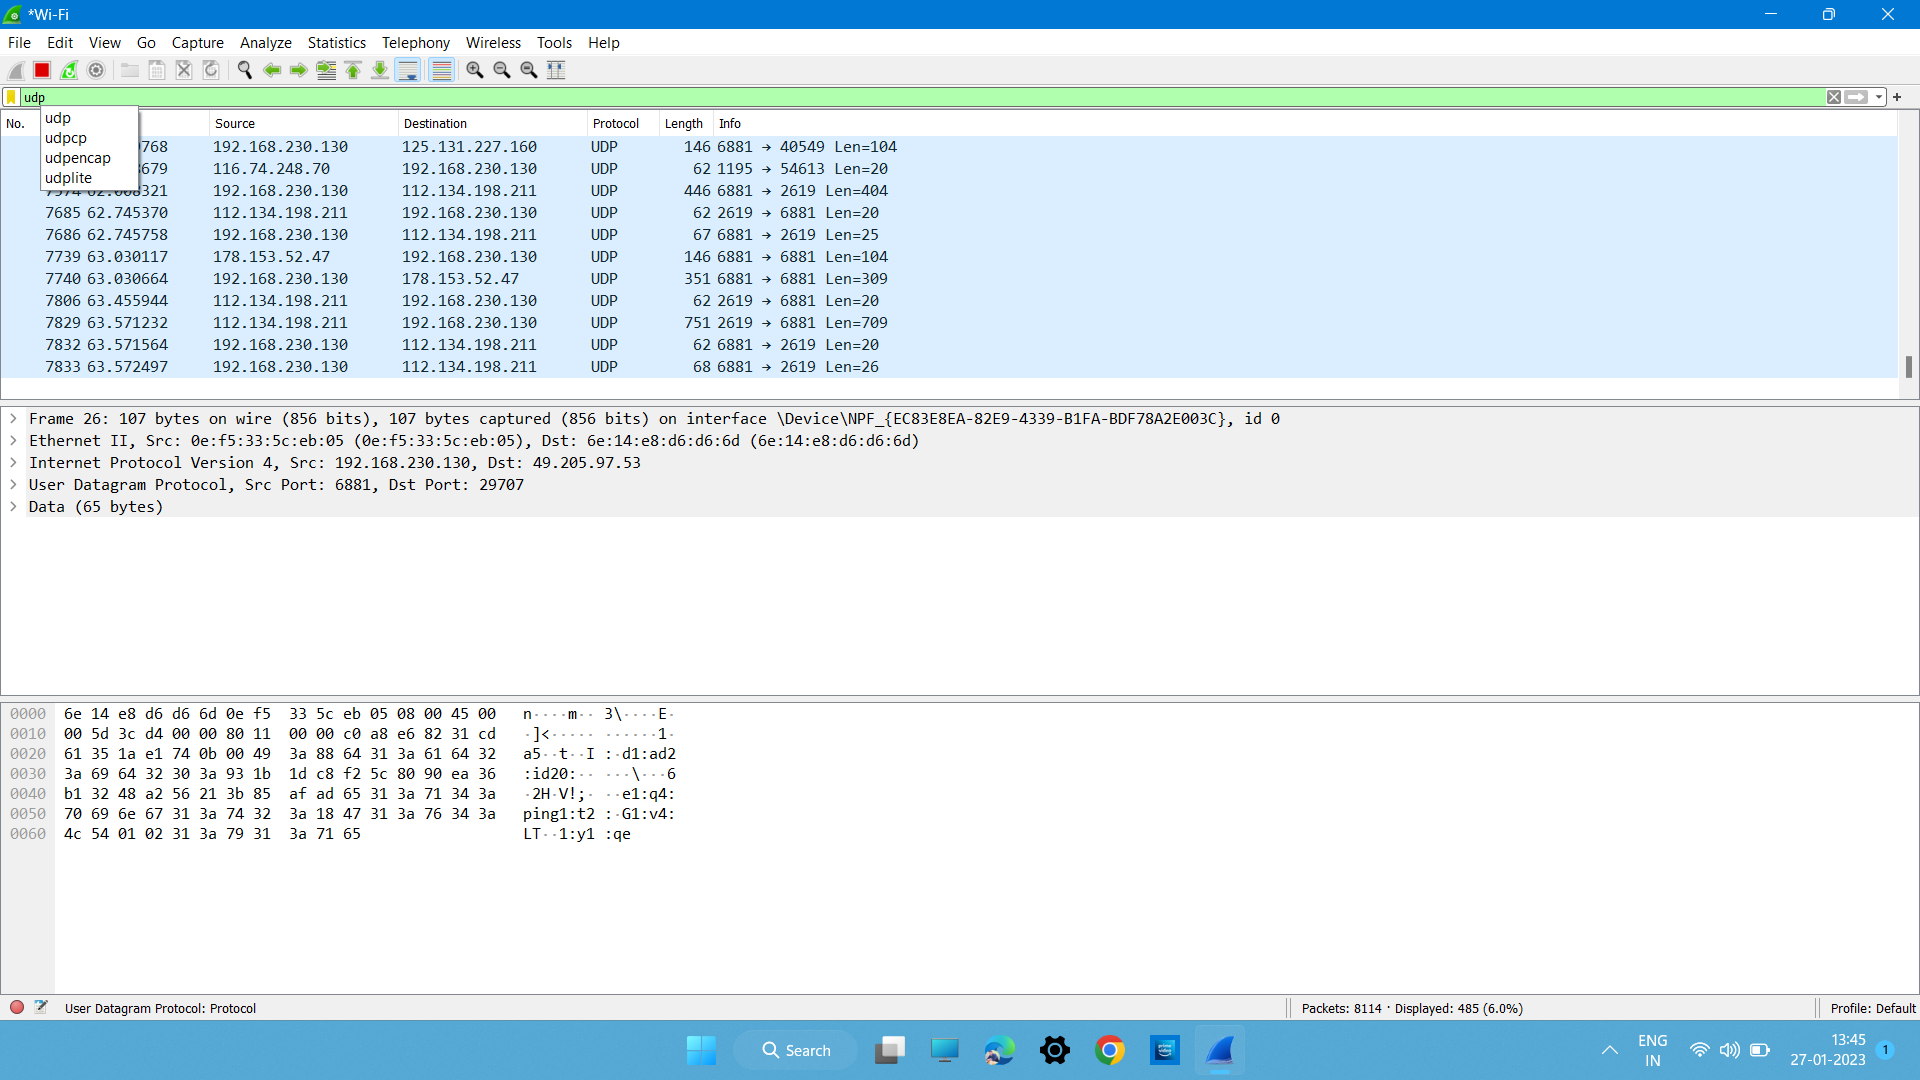 *Wi-Fi
File Edit View Go Capture Analyze Statistics Telephony Wireless Tools Help
udp
udp
udpcp
udpencap
udplite
No. Source Destination Protocol Length Info
768 192.168.230.130 125.131.227.160 UDP 146 6881 → 40549 Len=104
679 116.74.248.70 192.168.230.130 UDP 62 1195 → 54613 Len=20
192.168.230.130 112.134.198.211 UDP 446 6881 → 2619 Len=404
7685 62.745370 112.134.198.211 192.168.230.130 UDP 62 2619 → 6881 Len=20
7686 62.745758 192.168.230.130 112.134.198.211 UDP 67 6881 → 2619 Len=25
7739 63.030117 178.153.52.47 192.168.230.130 UDP 146 6881 → 6881 Len=104
7740 63.030664 192.168.230.130 178.153.52.47 UDP 351 6881 → 6881 Len=309
7806 63.455944 112.134.198.211 192.168.230.130 UDP 62 2619 → 6881 Len=20
7829 63.571232 112.134.198.211 192.168.230.130 UDP 751 2619 → 6881 Len=709
7832 63.571564 192.168.230.130 112.134.198.211 UDP 62 6881 → 2619 Len=20
7833 63.572497 192.168.230.130 112.134.198.211 UDP 68 6881 → 2619 Len=26
Frame 26: 107 bytes on wire (856 bits), 107 bytes captured (856 bits) on interface \Device\NPF_{EC83E8EA-82E9-4339-B1FA-BDF78A2E003C}, id 0
Ethernet II, Src: 0e:f5:33:5c:eb:05 (0e:f5:33:5c:eb:05), Dst: 6e:14:e8:d6:d6:6d (6e:14:e8:d6:d6:6d)
Internet Protocol Version 4, Src: 192.168.230.130, Dst: 49.205.97.53
User Datagram Protocol, Src Port: 6881, Dst Port: 29707
Data (65 bytes)
0000 6e 14 e8 d6 d6 6d 0e f5 33 5c eb 05 08 00 45 00 n····m·· 3\····E·
0010 00 5d 3c d4 00 00 80 11 00 00 c0 a8 e6 82 31 cd ·]<····· ······1·
0020 61 35 1a e1 74 0b 00 49 3a 88 64 31 3a 61 64 32 a5··t··I :·d1:ad2
0030 3a 69 64 32 30 3a 93 1b 1d c8 f2 5c 80 90 ea 36 :id20:·· ···\···6
0040 b1 32 48 a2 56 21 3b 85 af ad 65 31 3a 71 34 3a ·2H·V!;· ··e1:q4:
0050 70 69 6e 67 31 3a 74 32 3a 18 47 31 3a 76 34 3a ping1:t2 :·G1:v4:
0060 4c 54 01 02 31 3a 79 31 3a 71 65 LT··1:y1 :qe
User Datagram Protocol: Protocol Packets: 8114 · Displayed: 485 (6.0%) Profile: Default
Search
prime video
ENG
IN
13:45
27-01-2023
1